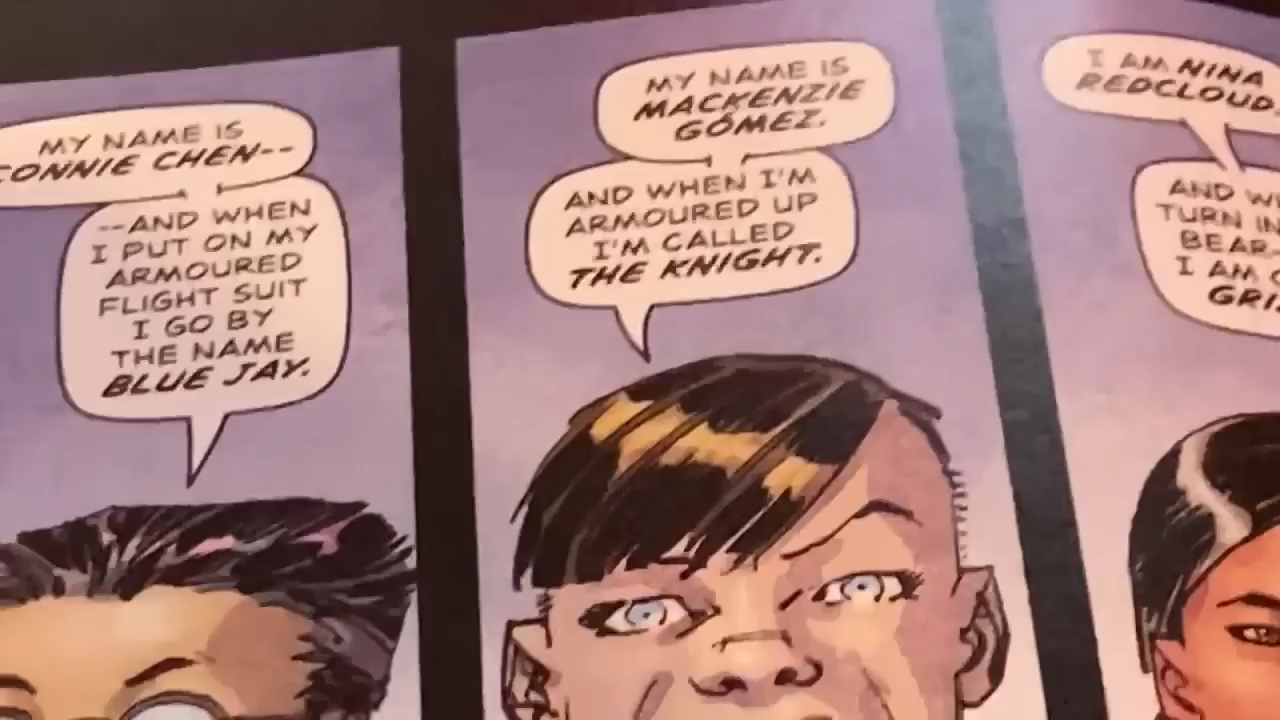 MY NAME IS
CONNIE CHEN--
--AND WHEN
I PUT ON MY
ARMOURED
FLIGHT SUIT
I GO BY
THE NAME
BLUE JAY.
MY NAME IS
MACKENZIE
GÓMEZ.
AND WHEN I'M
ARMOURED UP
I'M CALLED
THE KNIGHT.
I AM NINA
REDCLOUD.
AND
TURN
BEAR
I AM